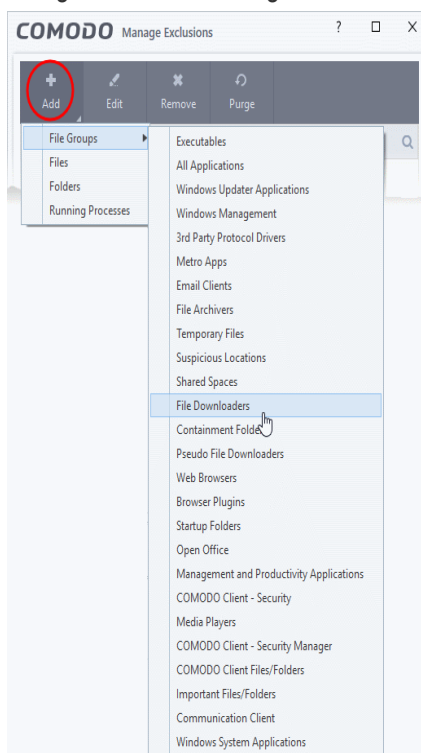 COMODO Manage Exclusions ? X
Add Edit Remove Purge
File Groups
Files
Folders
Running Processes
Executables
All Applications
Windows Updater Applications
Windows Management
3rd Party Protocol Drivers
Metro Apps
Email Clients
File Archivers
Temporary Files
Suspicious Locations
Shared Spaces
File Downloaders
Containment Folde
Pseudo File Downloaders
Web Browsers
Browser Plugins
Startup Folders
Open Office
Management and Productivity Applications
COMODO Client - Security
Media Players
COMODO Client - Security Manager
COMODO Client Files/Folders
Important Files/Folders
Communication Client
Windows System Applications